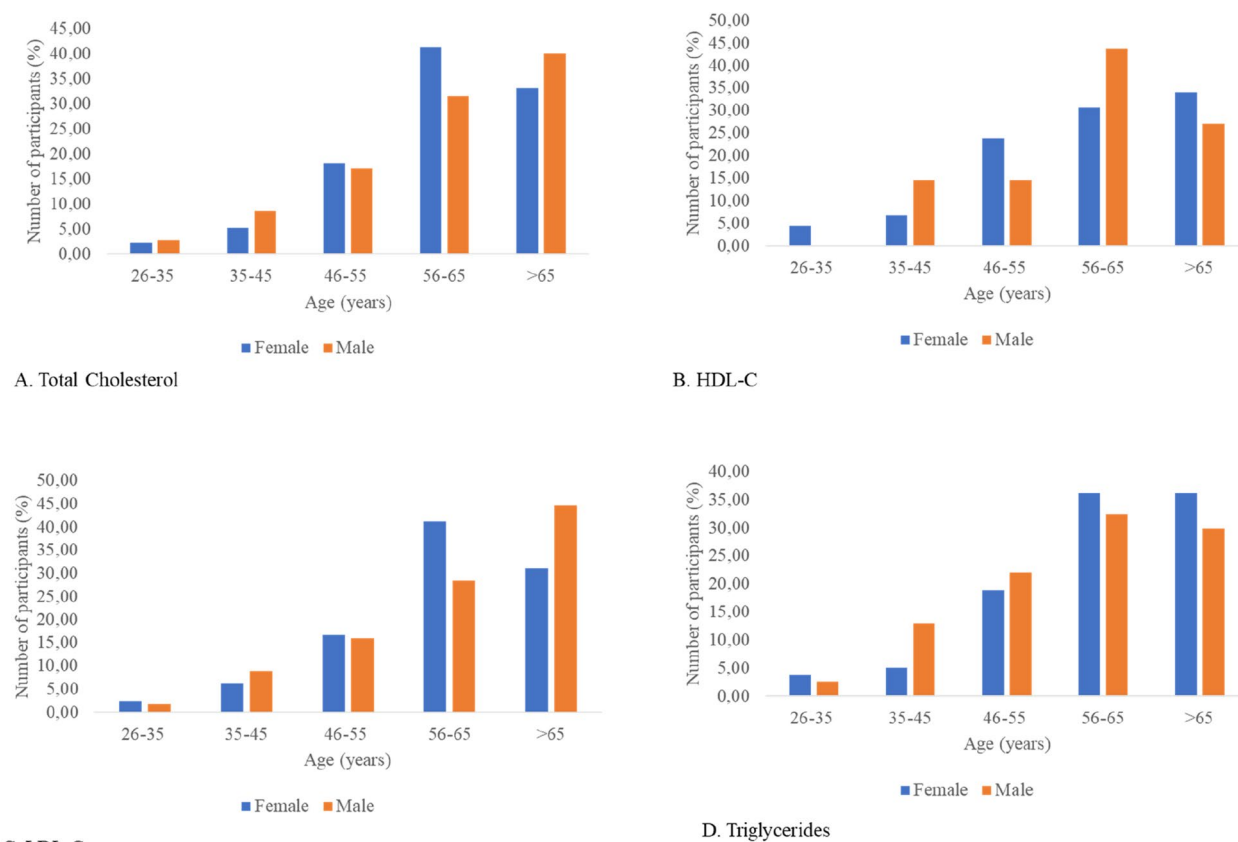 Number of participants (%)
45,00
40,00
35,00
30,00
25,00
20,00
15,00
10,00
5,00
0,00
26-35 35-45 46-55 56-65 >65
Age (years)
Female Male
A. Total Cholesterol
Number of participants (%)
50,00
45,00
40,00
35,00
30,00
25,00
20,00
15,00
10,00
5,00
0,00
26-35 35-45 46-55 56-65 >65
Age (years)
Female Male
B. HDL-C
Number of participants (%)
50,00
45,00
40,00
35,00
30,00
25,00
20,00
15,00
10,00
5,00
0,00
26-35 35-45 46-55 56-65 >65
Age (years)
Female Male
Number of participants (%)
40,00
35,00
30,00
25,00
20,00
15,00
10,00
5,00
0,00
26-35 35-45 46-55 56-65 >65
Age (years)
Female Male
D. Triglycerides